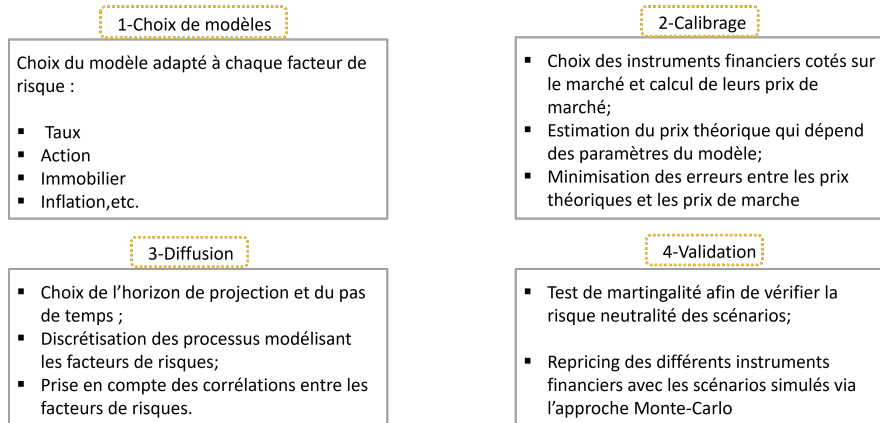 1-Choix de modèles
Choix du modèle adapté à chaque facteur de
risque :
▪ Taux
▪ Action
▪ Immobilier
▪ Inflation,etc.
2-Calibrage
▪ Choix des instruments financiers cotés sur
le marché et calcul de leurs prix de
marché;
▪ Estimation du prix théorique qui dépend
des paramètres du modèle;
▪ Minimisation des erreurs entre les prix
théoriques et les prix de marche
3-Diffusion
▪ Choix de l’horizon de projection et du pas
de temps ;
▪ Discrétisation des processus modélisant
les facteurs de risques;
▪ Prise en compte des corrélations entre les
facteurs de risques.
4-Validation
▪ Test de martingalité afin de vérifier la
risque neutralité des scénarios;
▪ Repricing des différents instruments
financiers avec les scénarios simulés via
l’approche Monte-Carlo